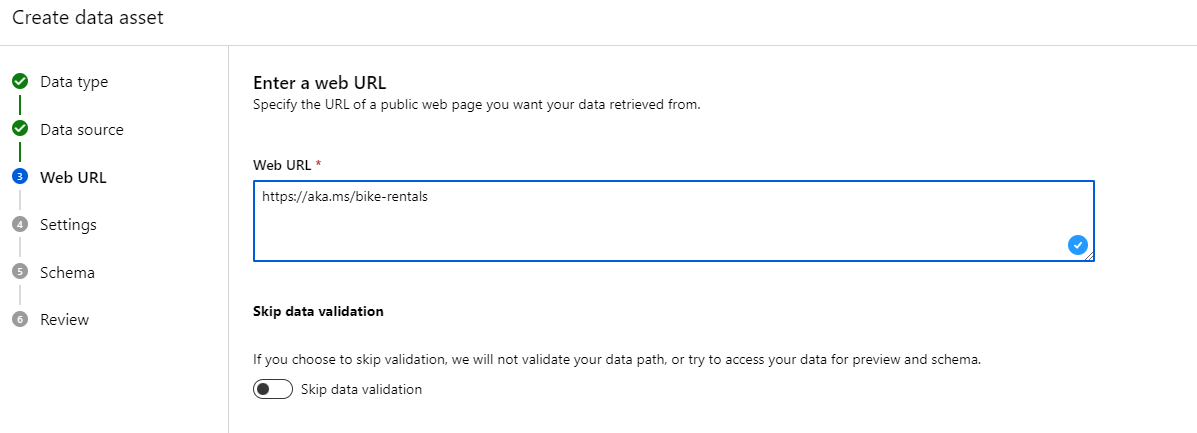 Create data asset
Data type
Data source
3 Web URL
4 Settings
5 Schema
6 Review
Enter a web URL
Specify the URL of a public web page you want your data retrieved from.
Web URL *
https://aka.ms/bike-rentals
Skip data validation
If you choose to skip validation, we will not validate your data path, or try to access your data for preview and schema.
Skip data validation